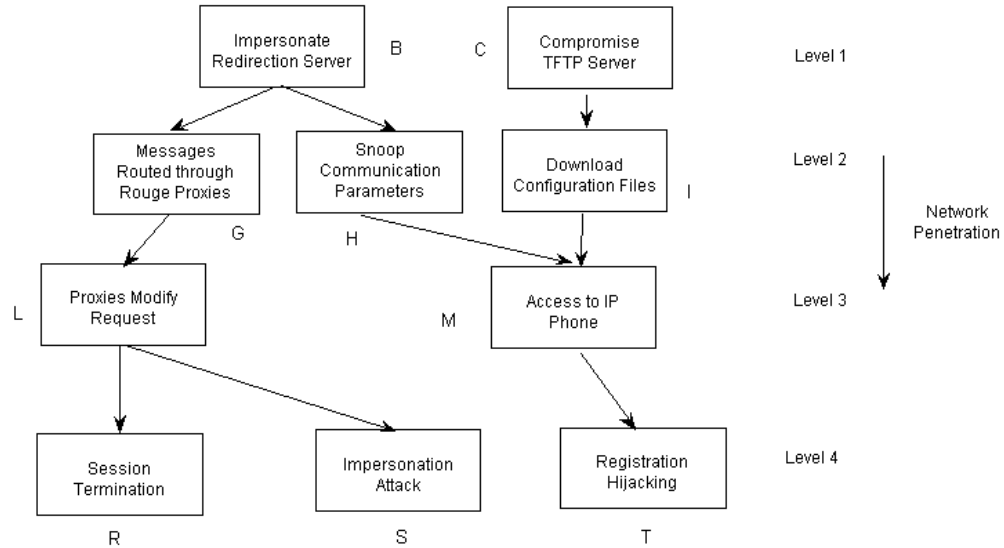 Impersonate
Redirection Server
B
C
Compromise
TFTP Server
Level 1
Messages
Routed through
Rouge Proxies
G
Snoop
Communication
Parameters
H
Download
Configuration Files
I
Level 2
Network
Penetration
L
Proxies Modify
Request
M
Access to IP
Phone
Level 3
Session
Termination
R
Impersonation
Attack
S
Registration
Hijacking
T
Level 4